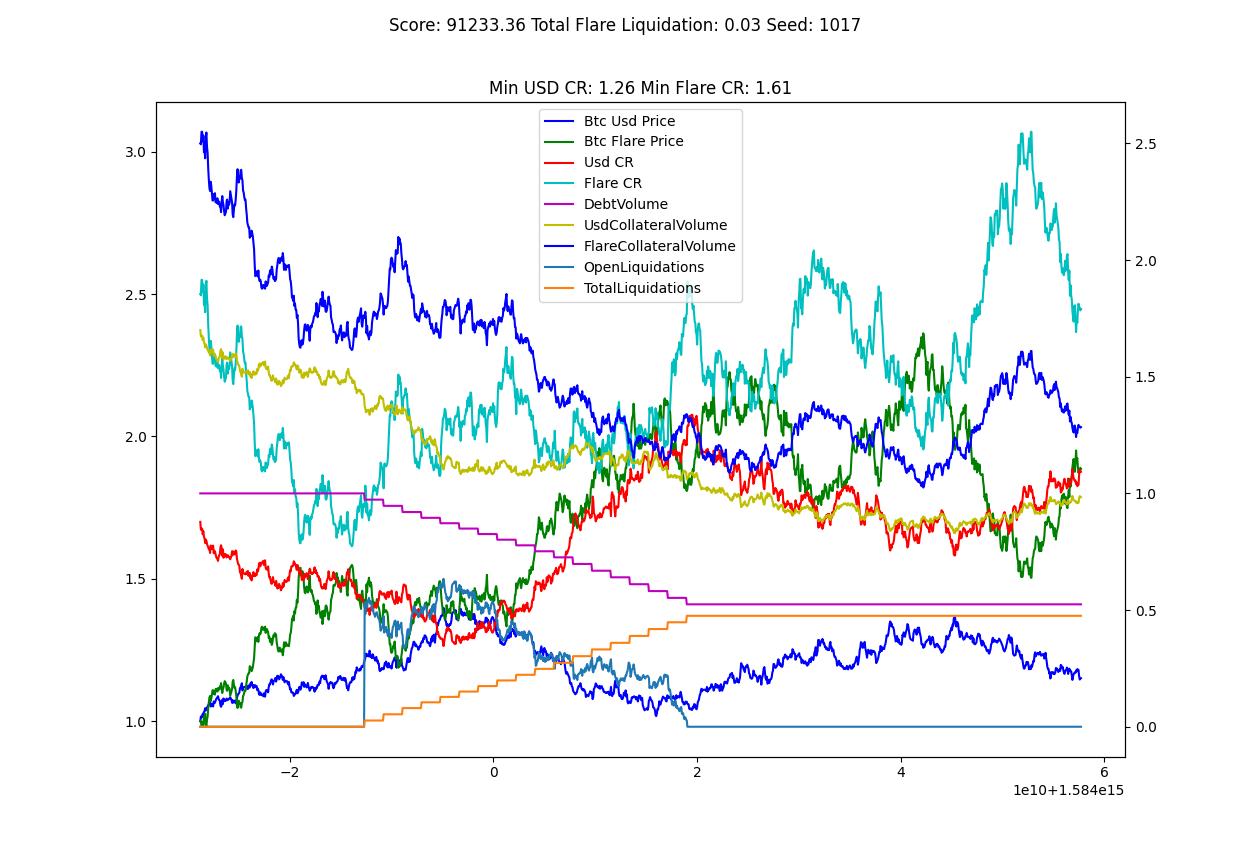 Score: 91233.36 Total Flare Liquidation: 0.03 Seed: 1017
Min USD CR: 1.26 Min Flare CR: 1.61
Btc Usd Price
Btc Flare Price
Usd CR
Flare CR
DebtVolume
UsdCollateralVolume
FlareCollateralVolume
OpenLiquidations
TotalLiquidations
3.0
2.5
2.0
1.5
1.0
2.5
2.0
1.5
1.0
0.5
0.0
−2
0
2
4
6
1e10+1.584e15